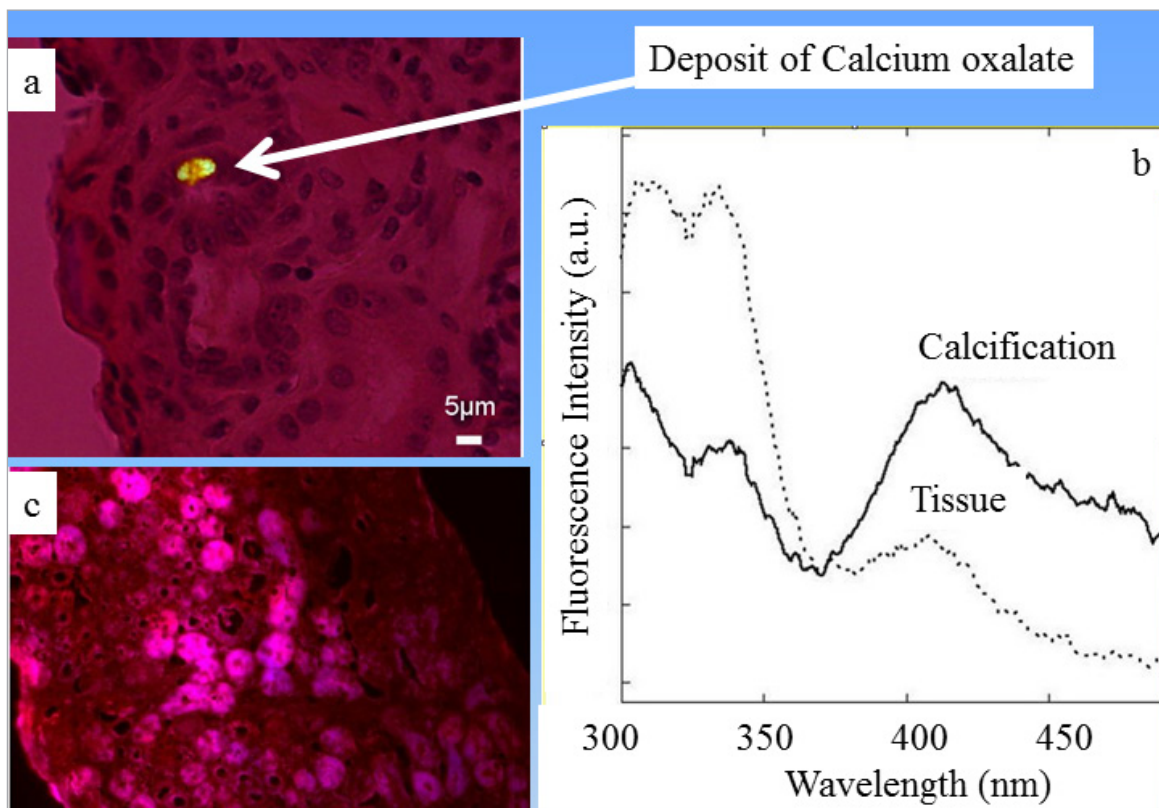 a
Deposit of Calcium oxalate
5µm
b
Fluorescence Intensity (a.u.)
Calcification
Tissue
300 350 400 450
Wavelength (nm)
c